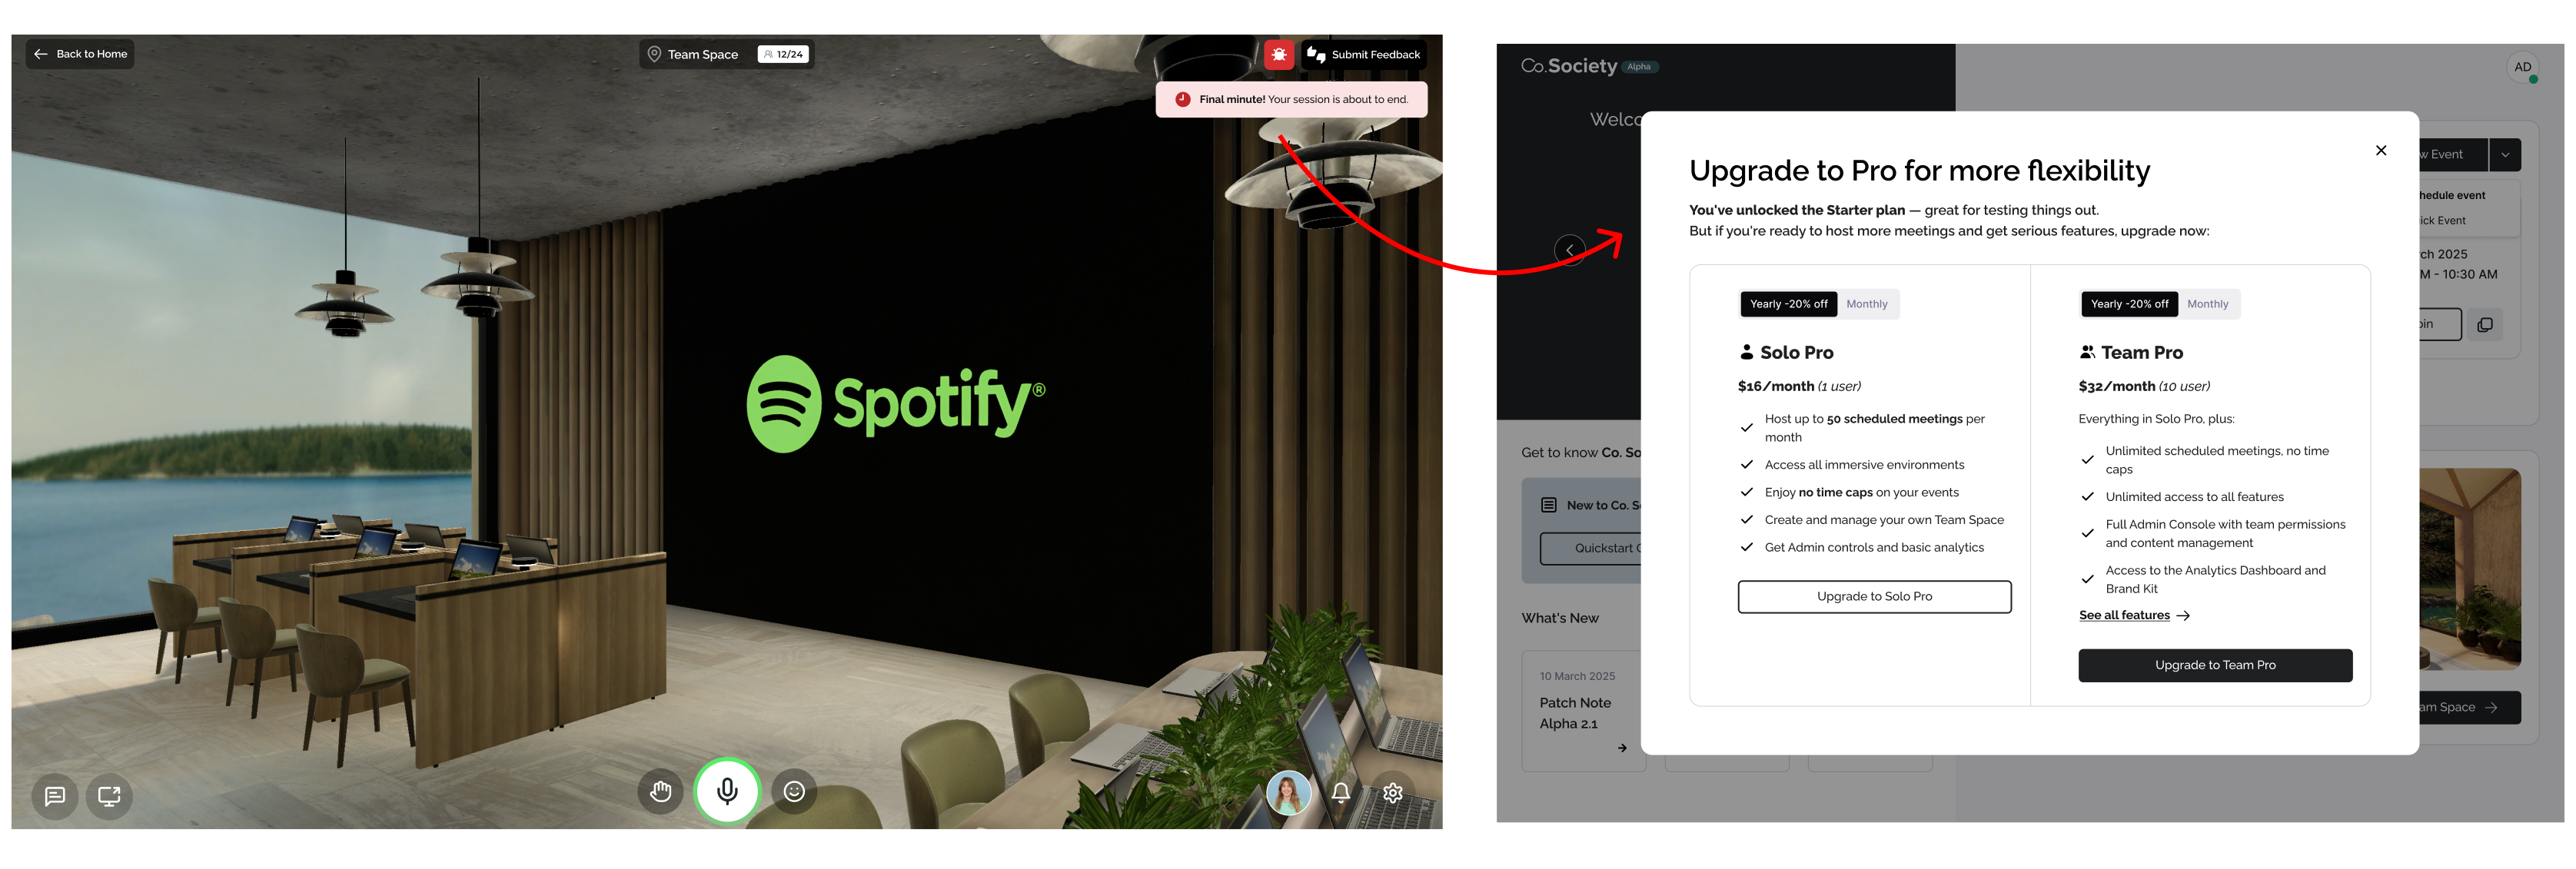 Back to Home
Team Space
12/24
Submit Feedback
Final minute! Your session is about to end.
Spotify®
Co.Society Alpha
AD
Welco
w Event
hedule event
ick Event
rch 2025
M - 10:30 AM
in
Get to know Co. So
New to Co. S
Quickstart
What's New
10 March 2025
Patch Note
Alpha 2.1
am Space
Upgrade to Pro for more flexibility
You've unlocked the Starter plan — great for testing things out.
But if you're ready to host more meetings and get serious features, upgrade now:
Yearly -20% off Monthly
Solo Pro
$16/month (1 user)
Host up to 50 scheduled meetings per
month
Access all immersive environments
Enjoy no time caps on your events
Create and manage your own Team Space
Get Admin controls and basic analytics
Upgrade to Solo Pro
Yearly -20% off Monthly
Team Pro
$32/month (10 user)
Everything in Solo Pro, plus:
Unlimited scheduled meetings, no time
caps
Unlimited access to all features
Full Admin Console with team permissions
and content management
Access to the Analytics Dashboard and
Brand Kit
See all features
Upgrade to Team Pro